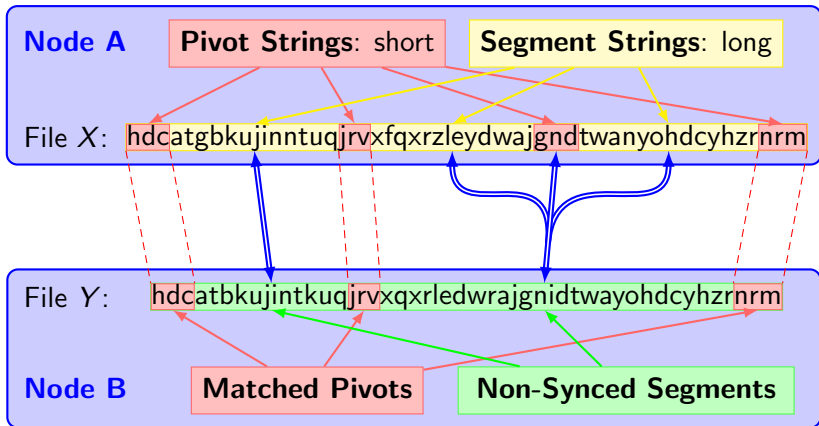 Node A Pivot Strings: short Segment Strings: long
File X: hdcatgbkujinntuqjrvxfqxrzleydwajgndtwanyohdcyhzrnrm
File Y: hdcatbkujintkuqjrvxqxrledwrajgnidtwayohdcyhzrnrm
Node B Matched Pivots Non-Synced Segments